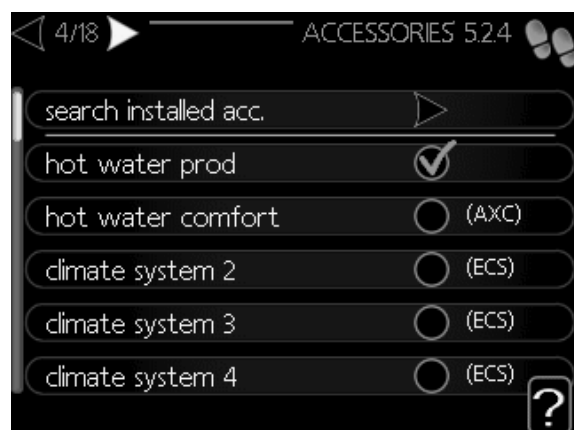 4/18 ACCESSORIES 5.2.4
search installed acc.
hot water prod
hot water comfort (AXC)
climate system 2 (ECS)
climate system 3 (ECS)
climate system 4 (ECS)
?